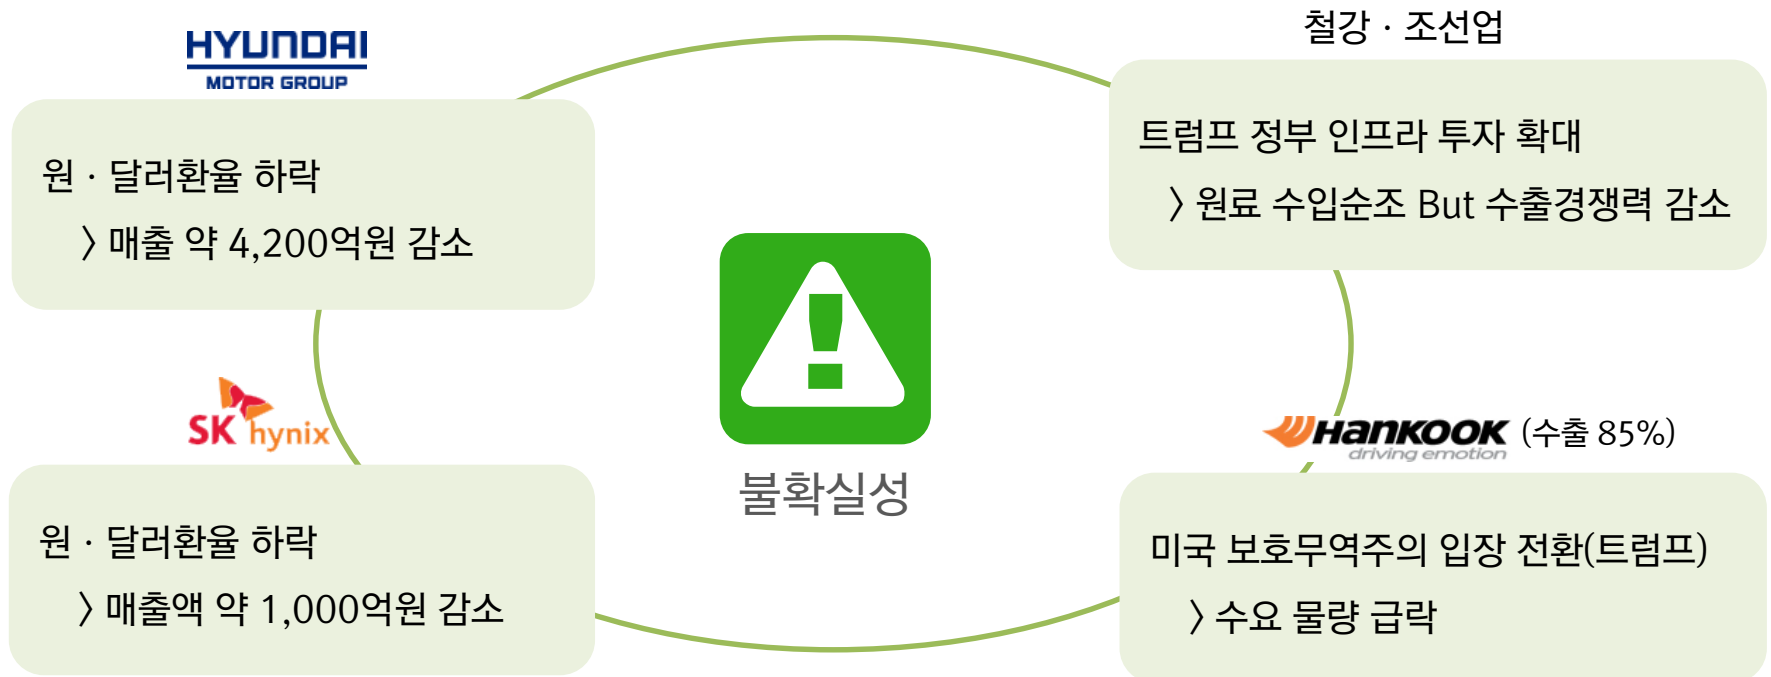 HYUNDAI
MOTOR GROUP
원 · 달러환율 하락
〉매출 약 4,200억원 감소
철강 · 조선업
트럼프 정부 인프라 투자 확대
〉원료 수입순조 But 수출경쟁력 감소
불확실성
SK hynix
원 · 달러환율 하락
〉매출액 약 1,000억원 감소
HANKOOK (수출 85%)
driving emotion
미국 보호무역주의 입장 전환(트럼프)
〉수요 물량 급락